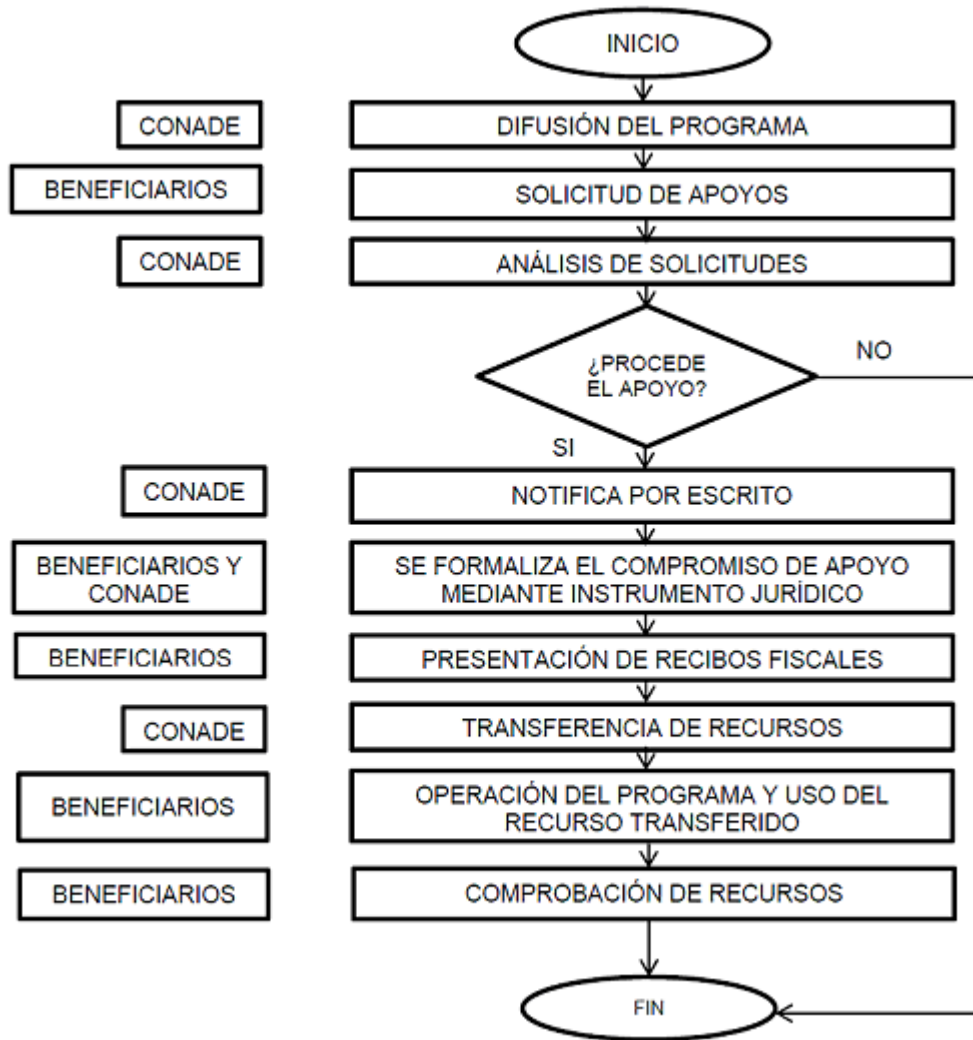 INICIO
CONADE
DIFUSIÓN DEL PROGRAMA
BENEFICIARIOS
SOLICITUD DE APOYOS
CONADE
ANÁLISIS DE SOLICITUDES
¿PROCEDE
EL APOYO?
NO
SI
CONADE
NOTIFICA POR ESCRITO
BENEFICIARIOS Y
CONADE
SE FORMALIZA EL COMPROMISO DE APOYO
MEDIANTE INSTRUMENTO JURÍDICO
BENEFICIARIOS
PRESENTACIÓN DE RECIBOS FISCALES
CONADE
TRANSFERENCIA DE RECURSOS
BENEFICIARIOS
OPERACIÓN DEL PROGRAMA Y USO DEL
RECURSO TRANSFERIDO
BENEFICIARIOS
COMPROBACIÓN DE RECURSOS
FIN